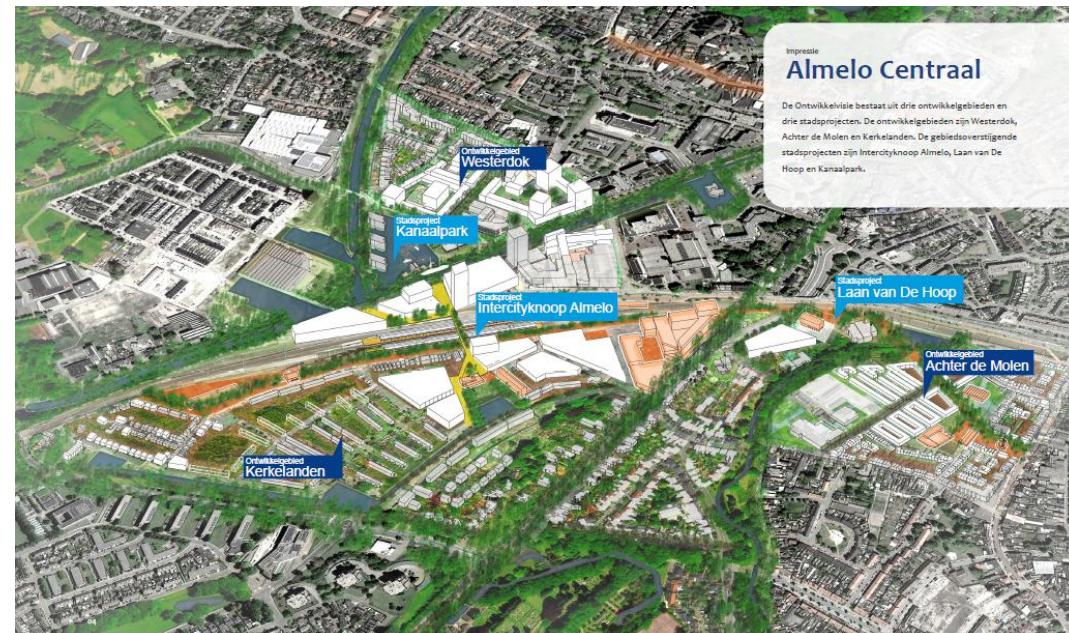 Impressie
Almelo Centraal
De Ontwikkelvisie bestaat uit drie ontwikkelgebieden en
drie stadsprojecten. De ontwikkelgebieden zijn Westerdok,
Achter de Molen en Kerkelanden. De gebiedsoverstijgende
stadsprojecten zijn Intercityknoop Almelo, Laan van De
Hoop en Kanaalpark.
Ontwikkelgebied
Westerdok
Stadsproject
Kanaalpark
Stadsproject
Laan van De Hoop
Stadsproject
Intercityknoop Almelo
Ontwikkelgebied
Achter de Molen
Ontwikkelgebied
Kerkelanden
04